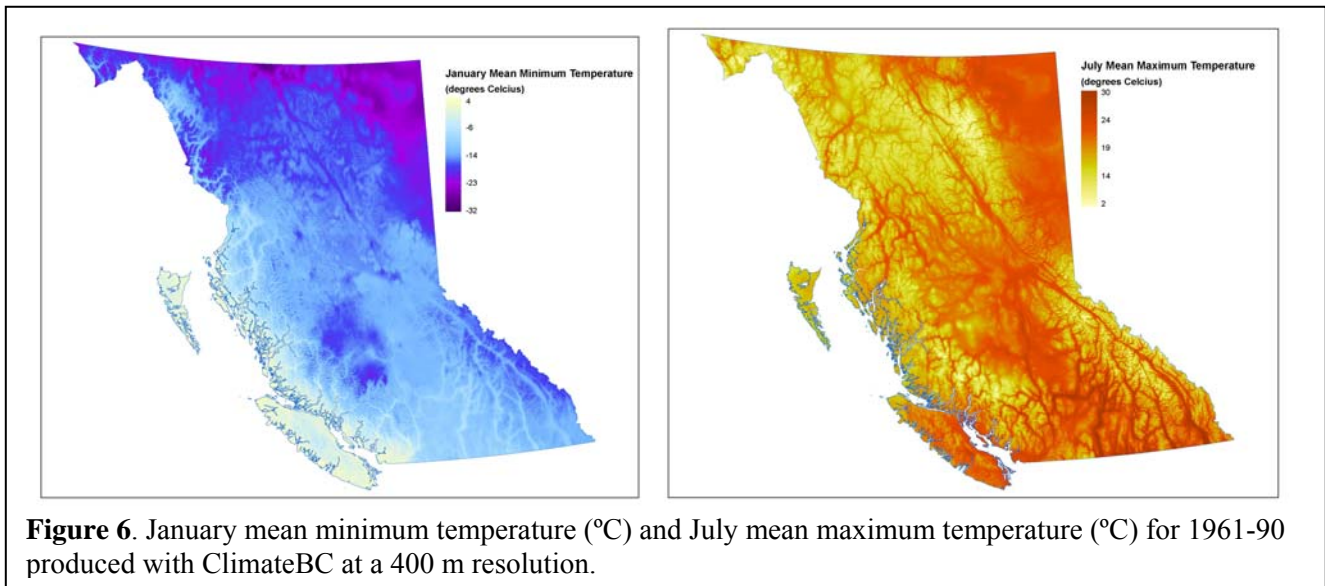 January Mean Minimum Temperature
(degrees Celcius)
4
-6
-14
-23
-32
July Mean Maximum Temperature
(degrees Celcius)
30
24
19
14
2
Figure 6. January mean minimum temperature (ºC) and July mean maximum temperature (ºC) for 1961-90
produced with ClimateBC at a 400 m resolution.